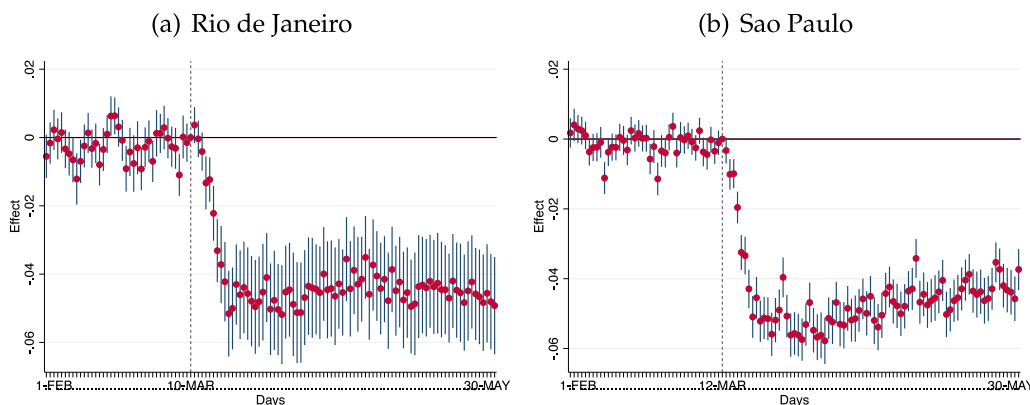 (a) Rio de Janeiro
.02
0
-.02
-.04
-.06
Effect
1-FEB
10-MAR
30-MAY
Days
(b) Sao Paulo
.02
0
-.02
-.04
-.06
Effect
1-FEB
12-MAR
30-MAY
Days